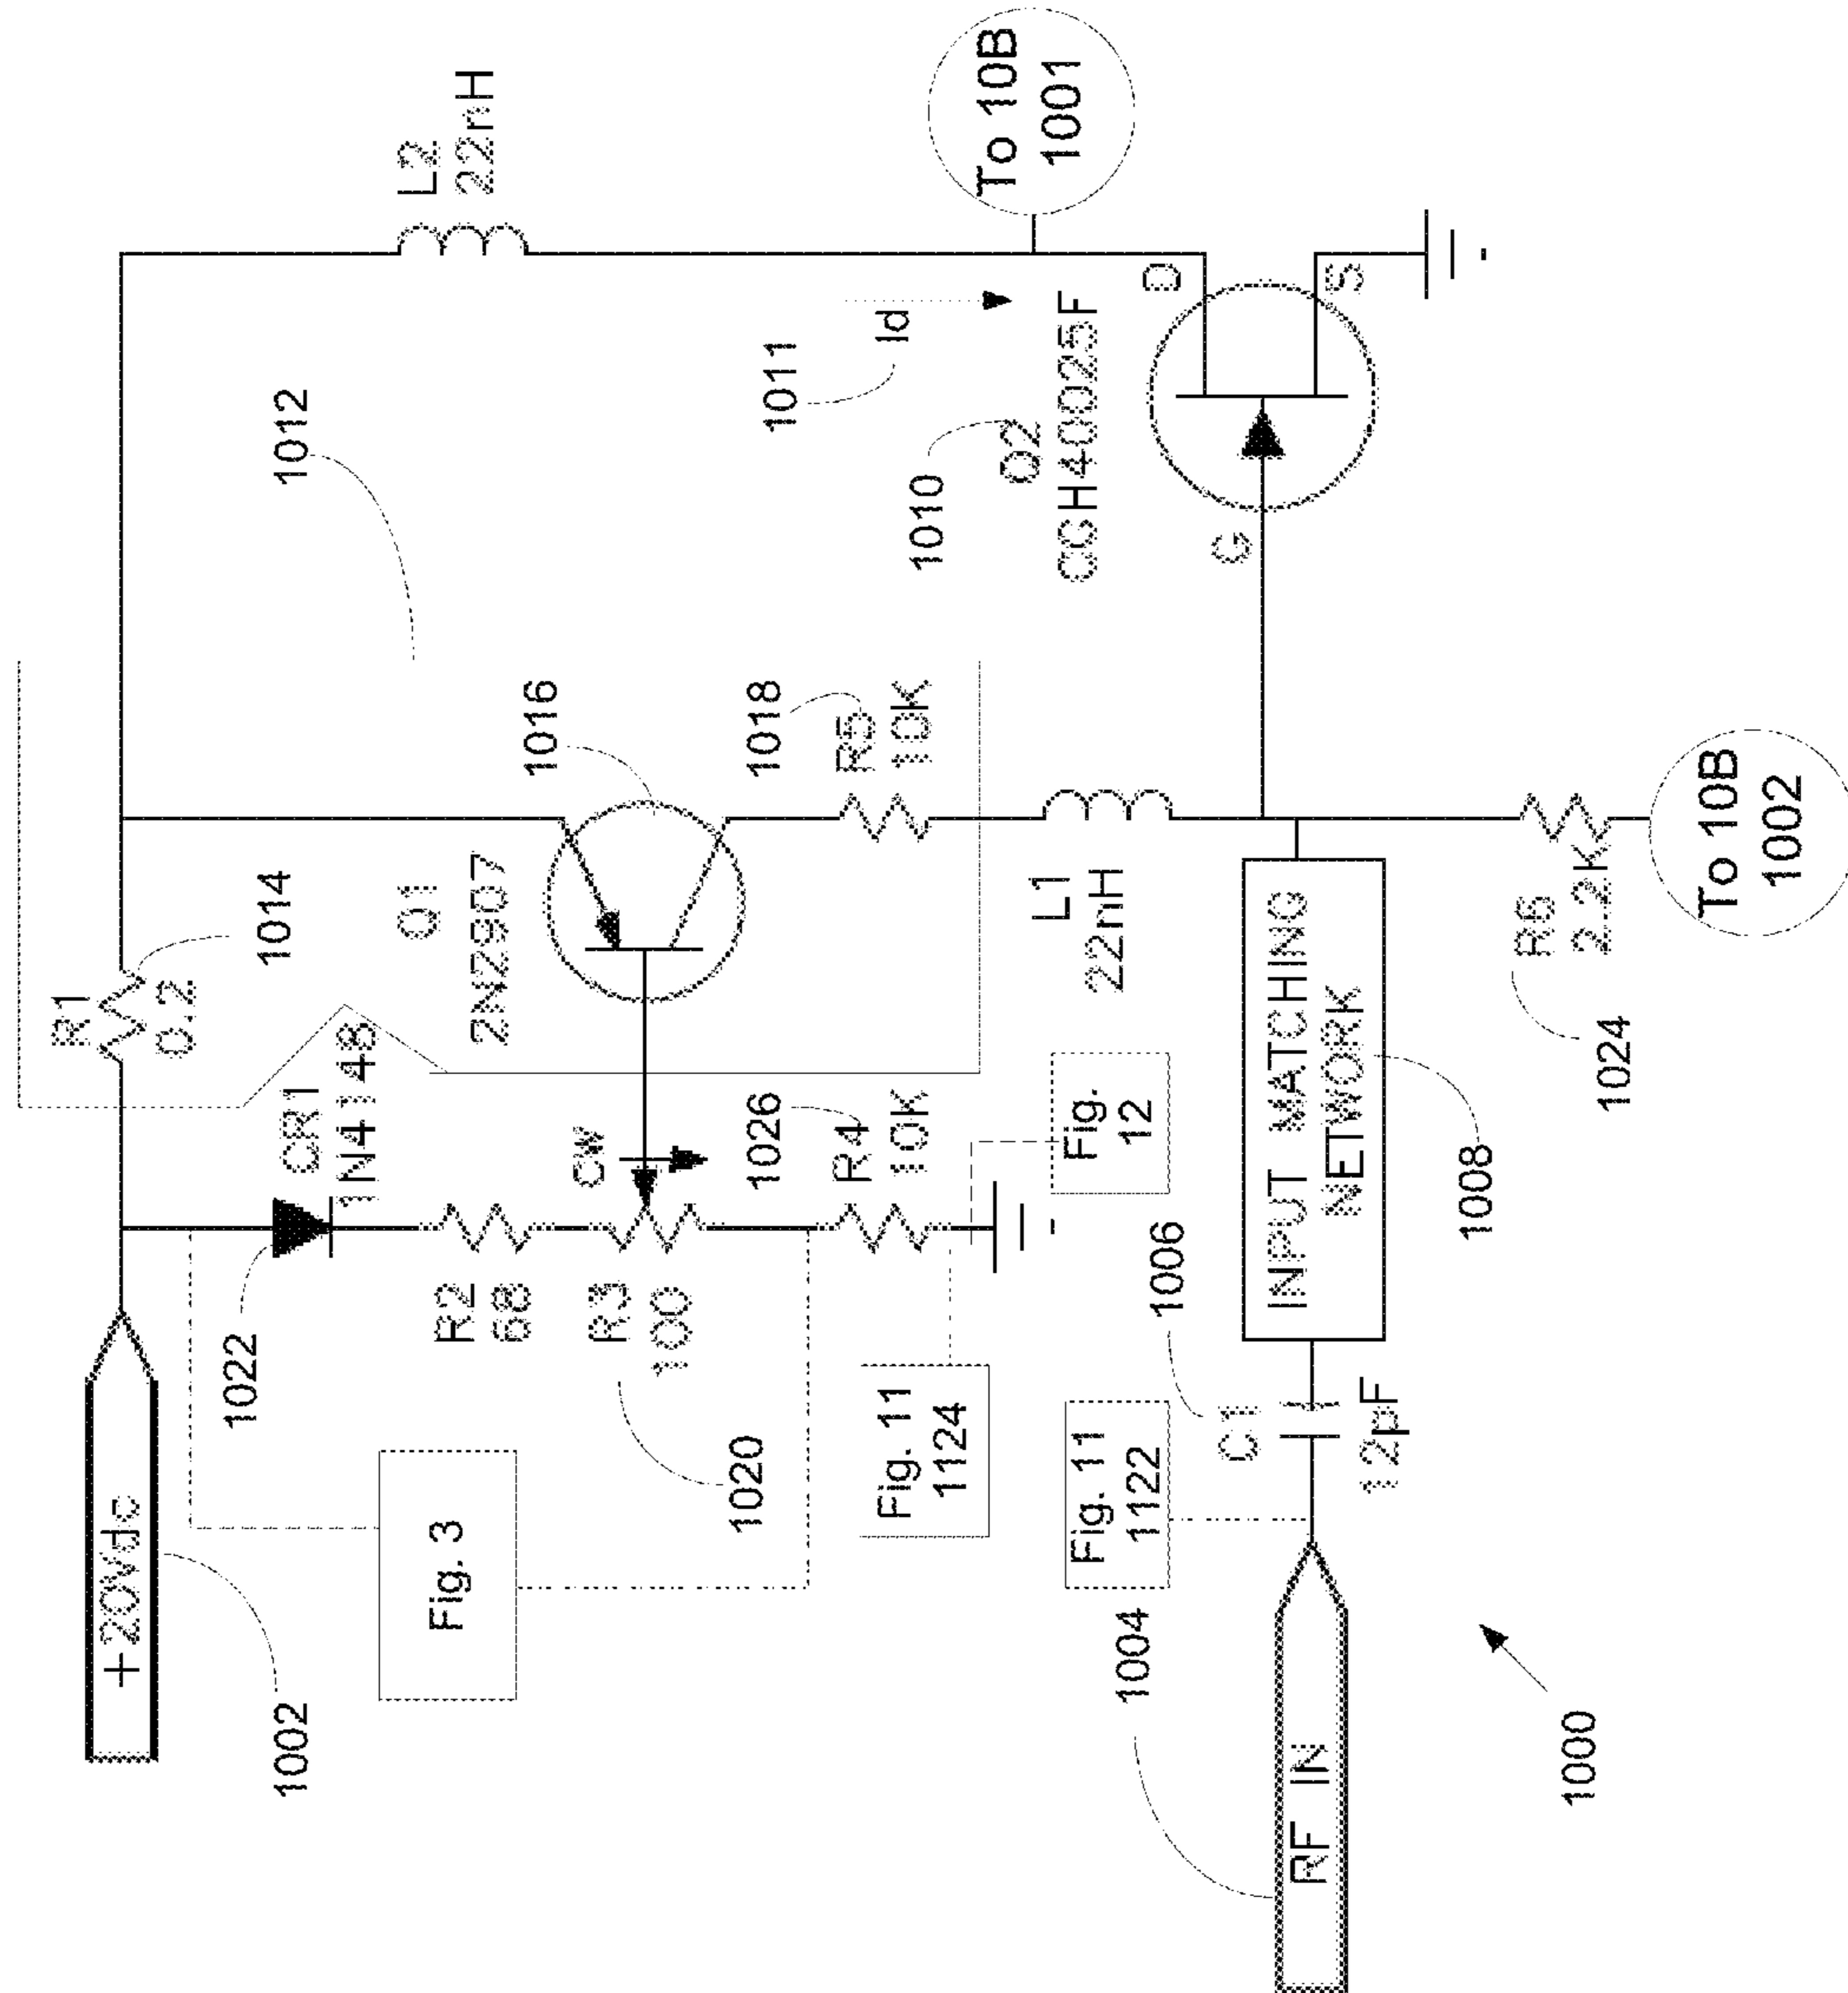 +20Vdc
1002
R1
0.2
1014
1012
L2
22nH
CR1
1N4148
1022
Q1
2N2907
1016
R2
68
Fig. 3
R3
100
CW
1020
1026
R4
10K
1018
R5
10K
1011
Id
1010
Q2
CGH40025F
To 10B
1001
D
G
S
Fig. 11
1124
Fig.
12
L1
22nH
Fig. 11
1122
1004
RF IN
C1
12pF
1006
INPUT MATCHING
NETWORK
1008
R6
2.2K
1024
To 10B
1002
1000